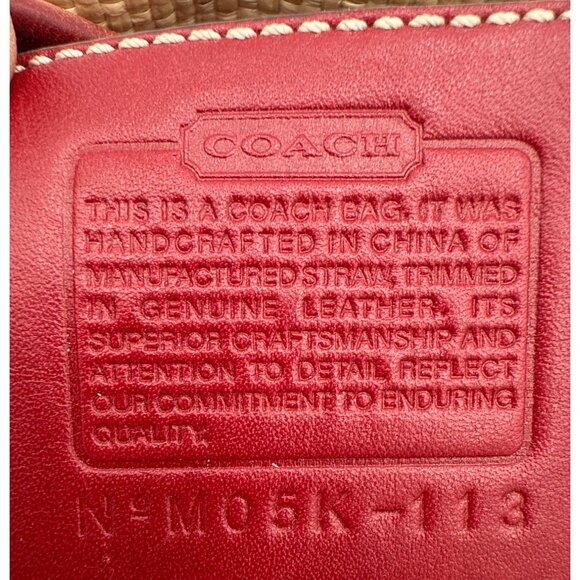 COACH
THIS IS A COACH BAG. IT WAS
HANDCRAFTED IN CHINA OF
MANUFACTURED STRAW, TRIMMED
IN GENUINE LEATHER. ITS
SUPERIOR CRAFTSMANSHIP AND
ATTENTION TO DETAIL REFLECT
OUR COMMITMENT TO ENDURING
QUALITY.
Nº M05K-113